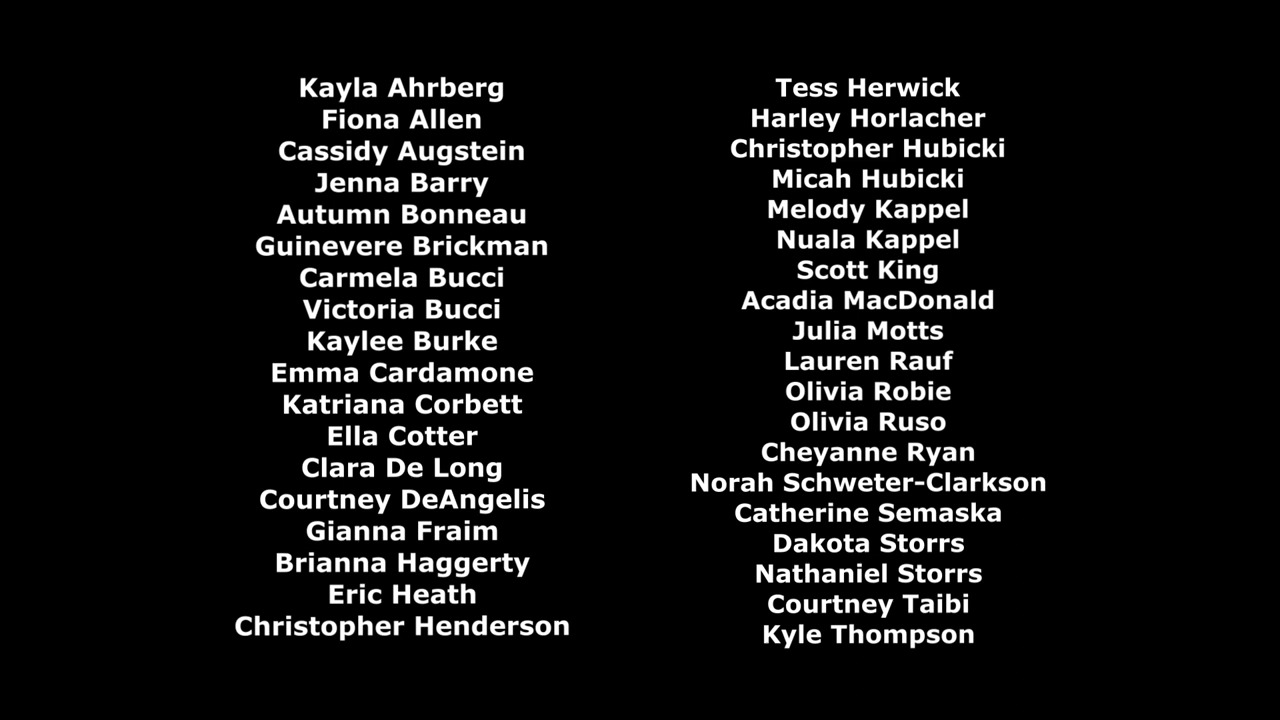 Kayla Ahrberg
Fiona Allen
Cassidy Augstein
Jenna Barry
Autumn Bonneau
Guinevere Brickman
Carmela Bucci
Victoria Bucci
Kaylee Burke
Emma Cardamone
Katriana Corbett
Ella Cotter
Clara De Long
Courtney DeAngelis
Gianna Fraim
Brianna Haggerty
Eric Heath
Christopher Henderson
Tess Herwick
Harley Horlacher
Christopher Hubicki
Micah Hubicki
Melody Kappel
Nuala Kappel
Scott King
Acadia MacDonald
Julia Motts
Lauren Rauf
Olivia Robie
Olivia Ruso
Cheyanne Ryan
Norah Schweter-Clarkson
Catherine Semaska
Dakota Storrs
Nathaniel Storrs
Courtney Taibi
Kyle Thompson